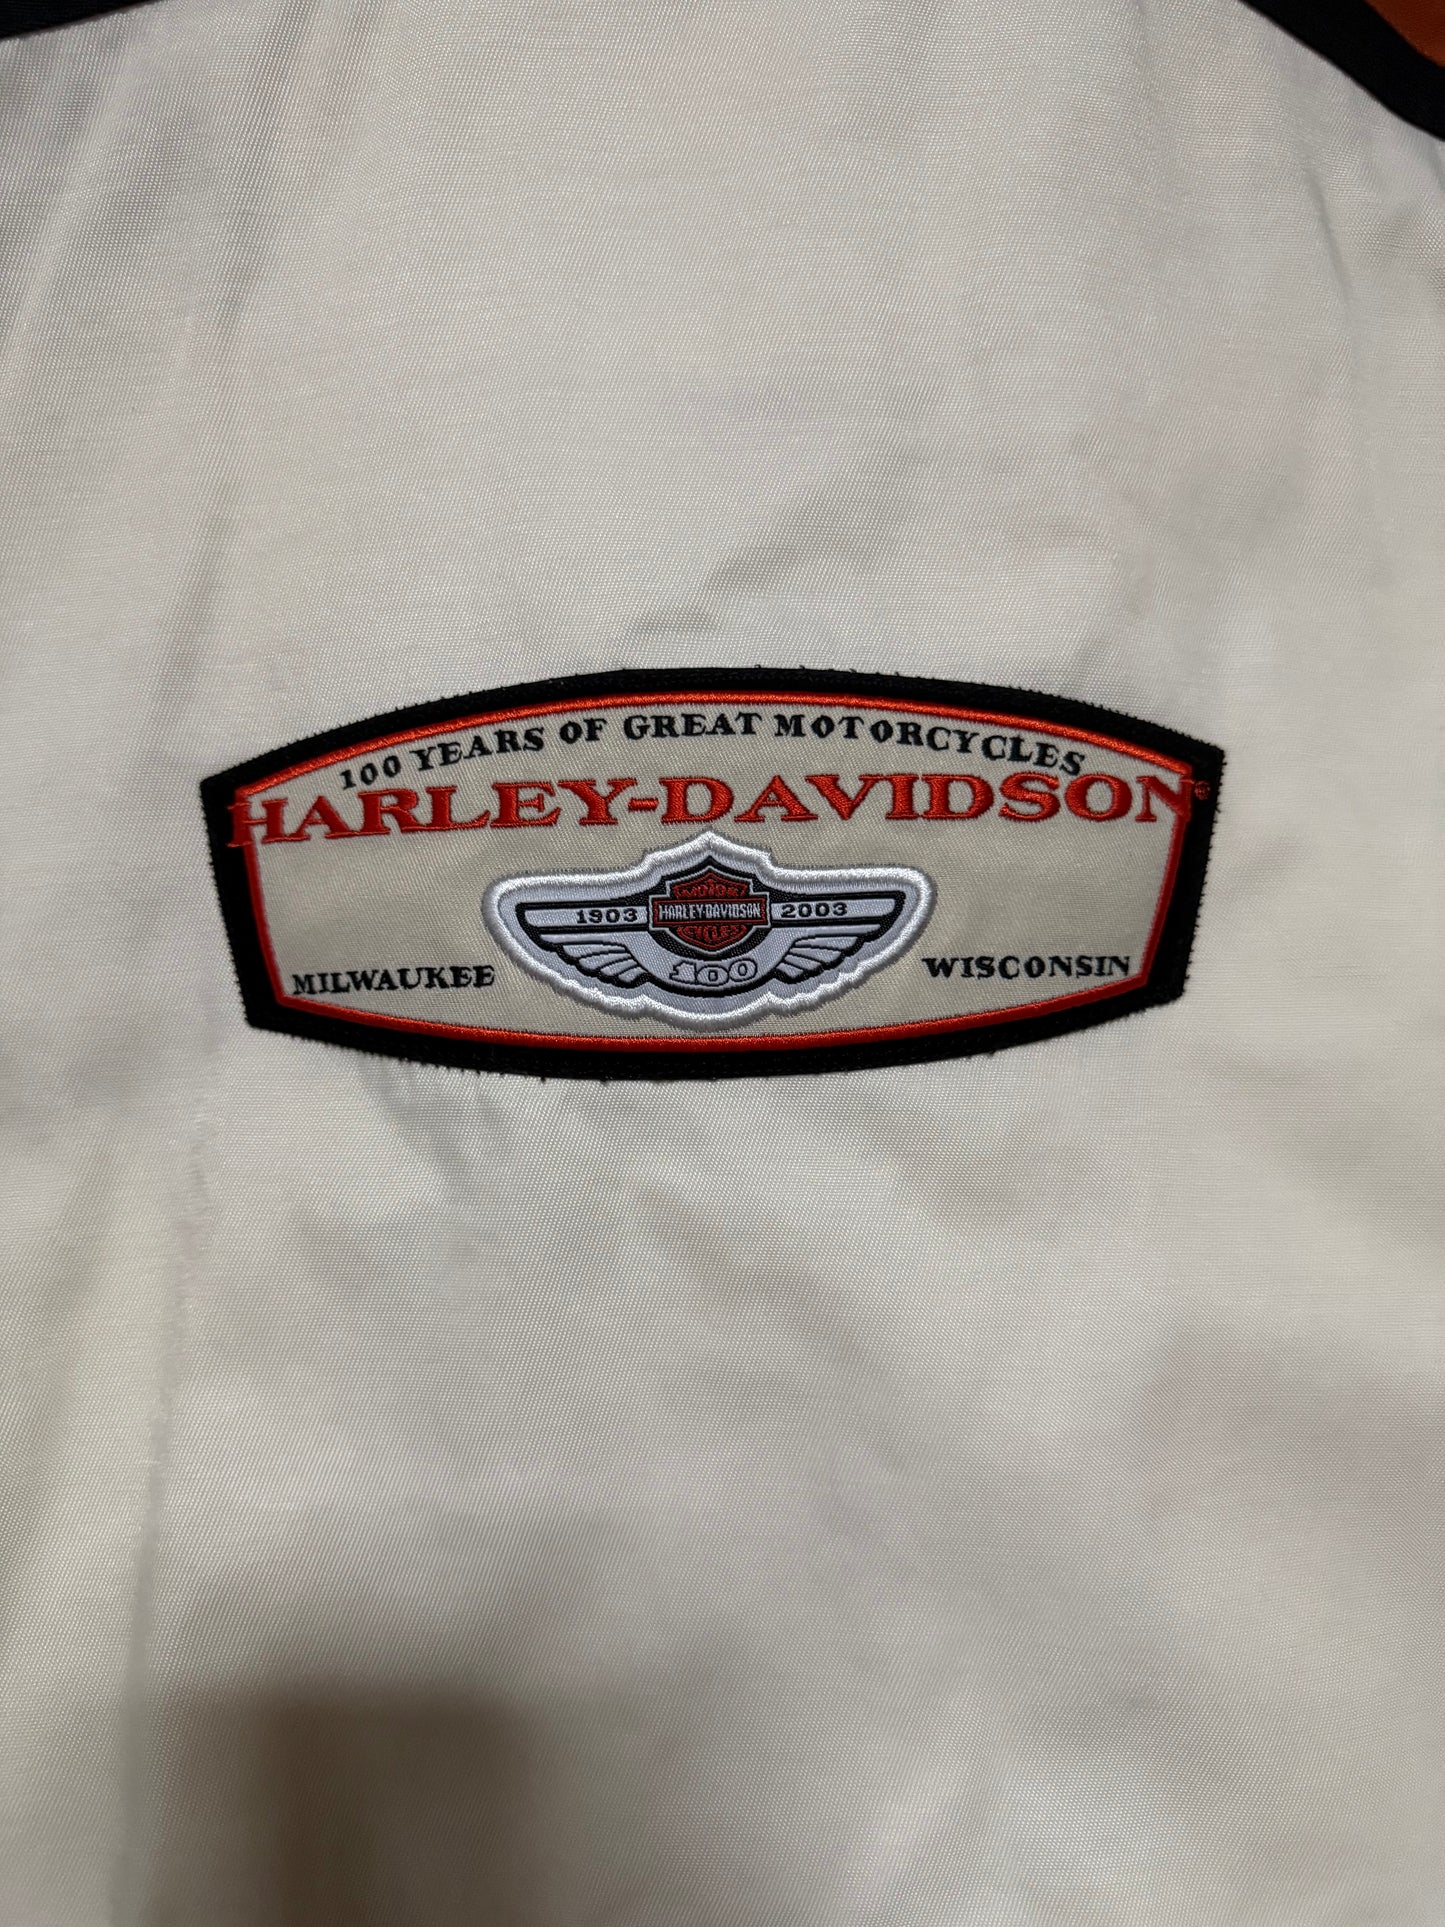 100 YEARS OF GREAT MOTORCYCLES
HARLEY-DAVIDSON®
MOTOR
1903 HARLEY-DAVIDSON 2003
CYCLES
100
MILWAUKEE WISCONSIN